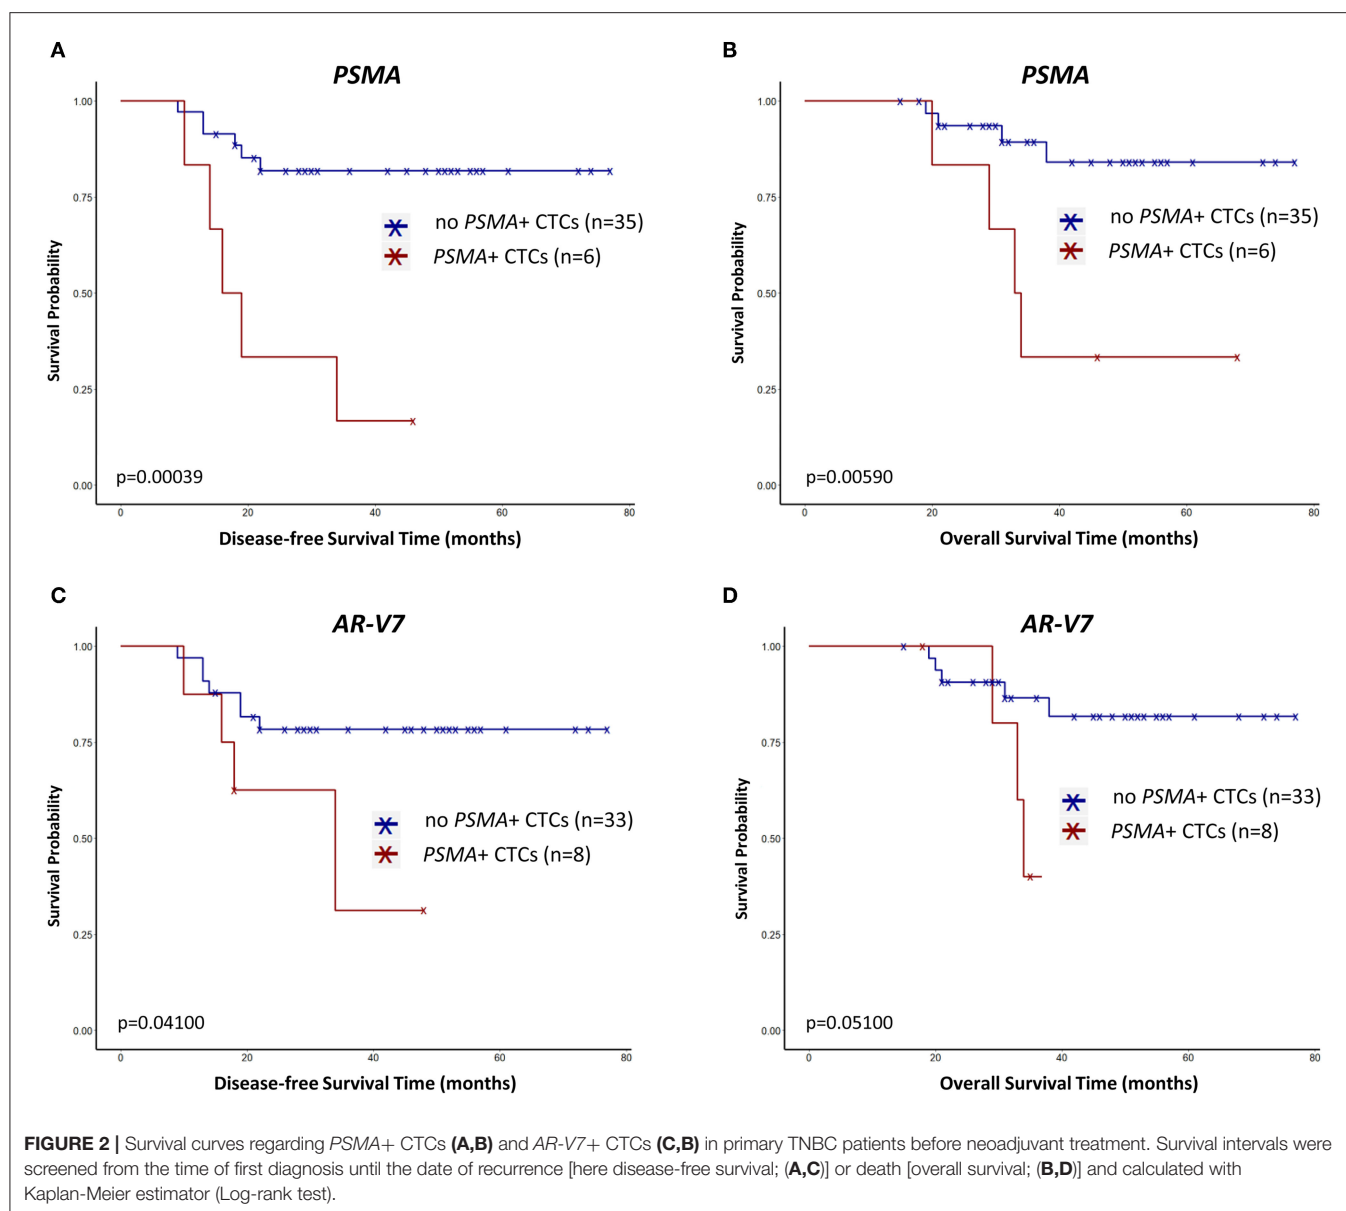 A
PSMA
1.00
0.75
0.50
0.25
0.00
Survival Probability
no PSMA+ CTCs (n=35)
PSMA+ CTCs (n=6)
p=0.00039
0 20 40 60 80
Disease-free Survival Time (months)
B
PSMA
1.00
0.75
0.50
0.25
0.00
Survival Probability
no PSMA+ CTCs (n=35)
PSMA+ CTCs (n=6)
p=0.00590
0 20 40 60 80
Overall Survival Time (months)
C
AR-V7
1.00
0.75
0.50
0.25
0.00
Survival Probability
no PSMA+ CTCs (n=33)
PSMA+ CTCs (n=8)
p=0.04100
0 20 40 60 80
Disease-free Survival Time (months)
D
AR-V7
1.00
0.75
0.50
0.25
0.00
Survival Probability
no PSMA+ CTCs (n=33)
PSMA+ CTCs (n=8)
p=0.05100
0 20 40 60 80
Overall Survival Time (months)
FIGURE 2 | Survival curves regarding PSMA+ CTCs (A,B) and AR-V7+ CTCs (C,B) in primary TNBC patients before neoadjuvant treatment. Survival intervals were
screened from the time of first diagnosis until the date of recurrence [here disease-free survival; (A,C)] or death [overall survival; (B,D)] and calculated with
Kaplan-Meier estimator (Log-rank test).